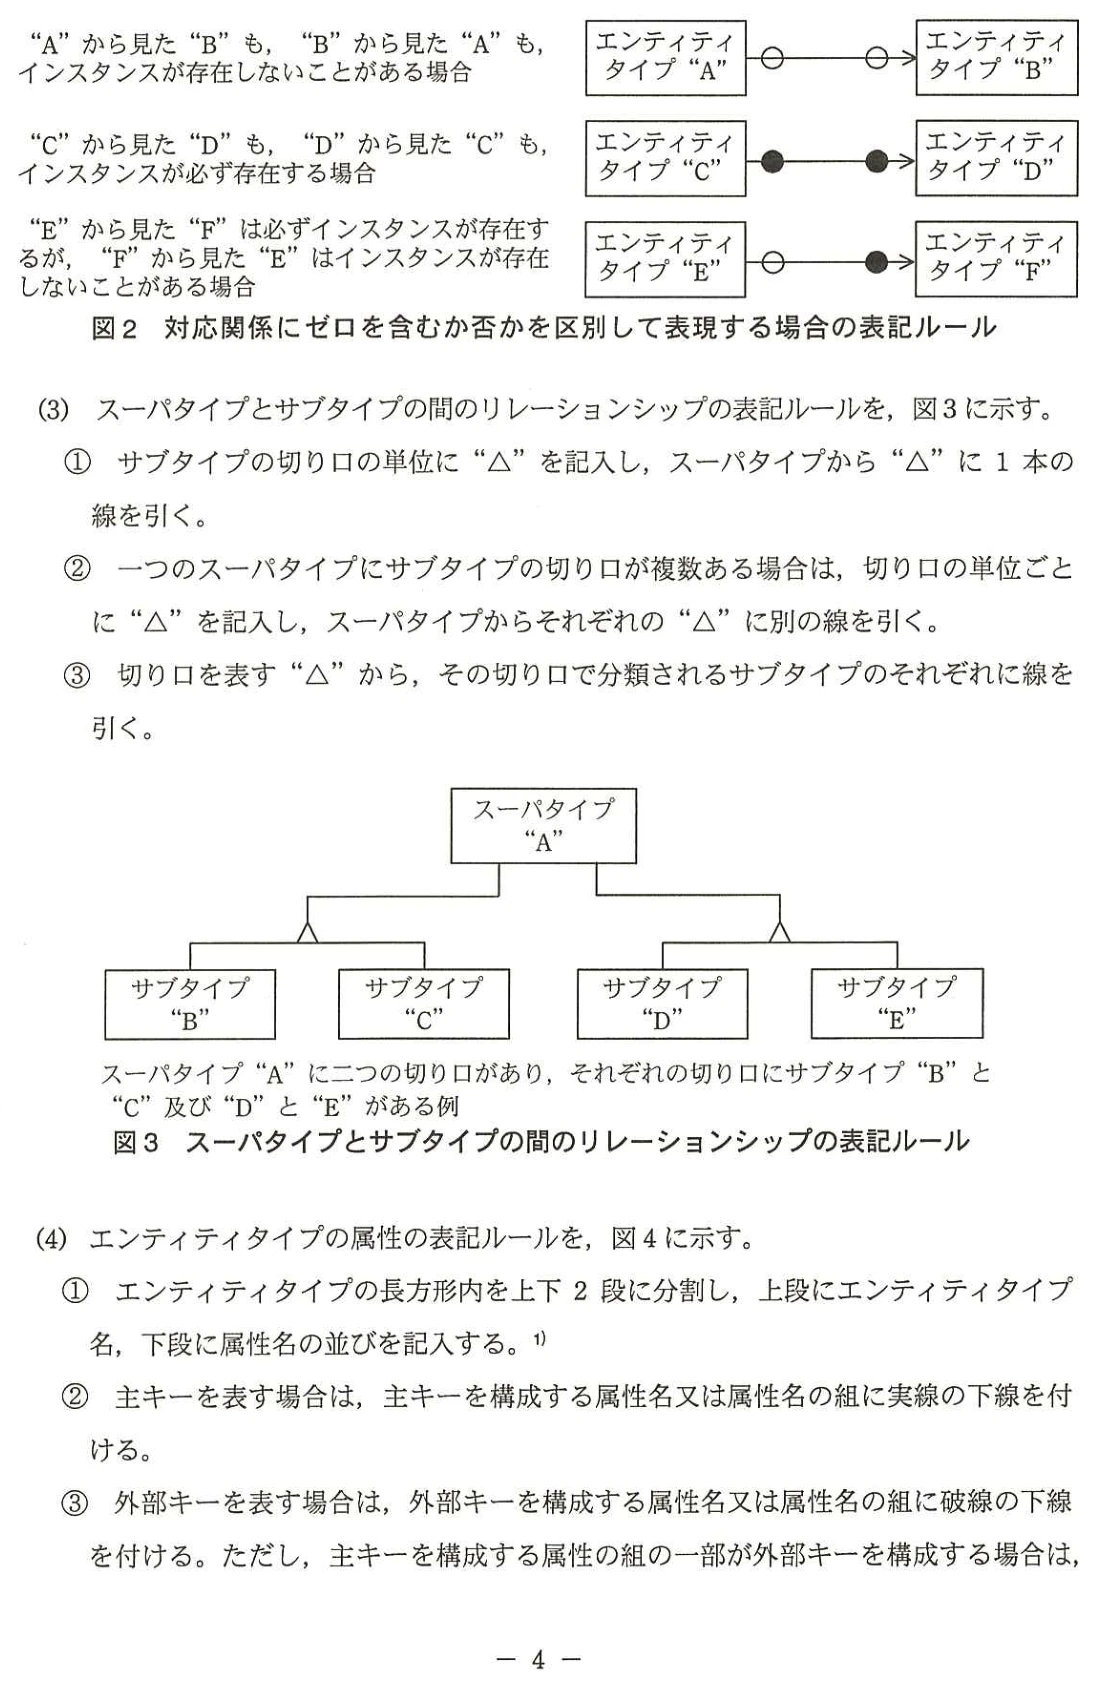 “A”から見た“B”も，“B”から見た“A”も，
インスタンスが存在しないことがある場合
エンティティ
タイプ“A”
エンティティ
タイプ“B”
“C”から見た“D”も，“D”から見た“C”も，
インスタンスが必ず存在する場合
エンティティ
タイプ“C”
エンティティ
タイプ“D”
“E”から見た“F”は必ずインスタンスが存在す
るが，“F”から見た“E”はインスタンスが存在
しないことがある場合
エンティティ
タイプ“E”
エンティティ
タイプ“F”
図2　対応関係にゼロを含むか否かを区別して表現する場合の表記ルール
(3)　スーパタイプとサブタイプの間のリレーションシップの表記ルールを，図3に示す。
①　サブタイプの切り口の単位に“△”を記入し，スーパタイプから“△”に 1 本の
線を引く。
②　一つのスーパタイプにサブタイプの切り口が複数ある場合は，切り口の単位ごと
に“△”を記入し，スーパタイプからそれぞれの“△”に別の線を引く。
③　切り口を表す“△”から，その切り口で分類されるサブタイプのそれぞれに線を
引く。
スーパタイプ
“A”
サブタイプ
“B”
サブタイプ
“C”
サブタイプ
“D”
サブタイプ
“E”
スーパタイプ“A”に二つの切り口があり，それぞれの切り口にサブタイプ“B”と
“C”及び“D”と“E”がある例
図3　スーパタイプとサブタイプの間のリレーションシップの表記ルール
(4)　エンティティタイプの属性の表記ルールを，図4に示す。
①　エンティティタイプの長方形内を上下 2 段に分割し，上段にエンティティタイプ
名，下段に属性名の並びを記入する。1)
②　主キーを表す場合は，主キーを構成する属性名又は属性名の組に実線の下線を付
ける。
③　外部キーを表す場合は，外部キーを構成する属性名又は属性名の組に破線の下線
を付ける。ただし，主キーを構成する属性の組の一部が外部キーを構成する場合は，
— 4 —